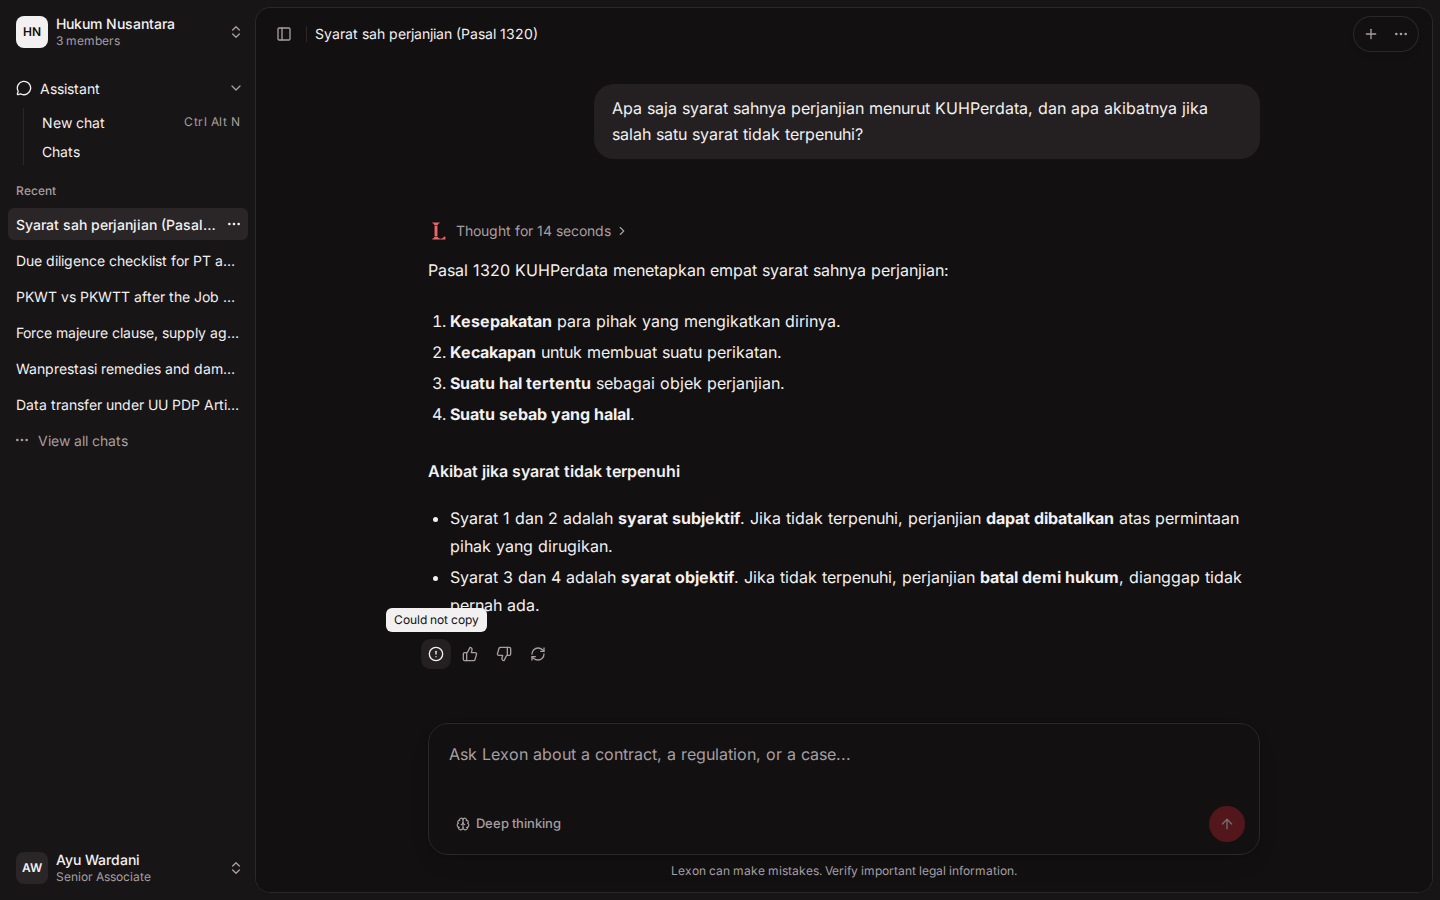 HN
Hukum Nusantara
3 members
Assistant
New chat
Ctrl Alt N
Chats
Recent
Syarat sah perjanjian (Pasal...
Due diligence checklist for PT a...
PKWT vs PKWTT after the Job ...
Force majeure clause, supply ag...
Wanprestasi remedies and dam...
Data transfer under UU PDP Arti...
View all chats
AW
Ayu Wardani
Senior Associate
Syarat sah perjanjian (Pasal 1320)
Apa saja syarat sahnya perjanjian menurut KUHPerdata, dan apa akibatnya jika
salah satu syarat tidak terpenuhi?
L
Thought for 14 seconds
Pasal 1320 KUHPerdata menetapkan empat syarat sahnya perjanjian:
1. Kesepakatan para pihak yang mengikatkan dirinya.
2. Kecakapan untuk membuat suatu perikatan.
3. Suatu hal tertentu sebagai objek perjanjian.
4. Suatu sebab yang halal.
Akibat jika syarat tidak terpenuhi
• Syarat 1 dan 2 adalah syarat subjektif. Jika tidak terpenuhi, perjanjian dapat dibatalkan atas permintaan
pihak yang dirugikan.
• Syarat 3 dan 4 adalah syarat objektif. Jika tidak terpenuhi, perjanjian batal demi hukum, dianggap tidak
pernah ada.
Could not copy
Ask Lexon about a contract, a regulation, or a case...
Deep thinking
Lexon can make mistakes. Verify important legal information.